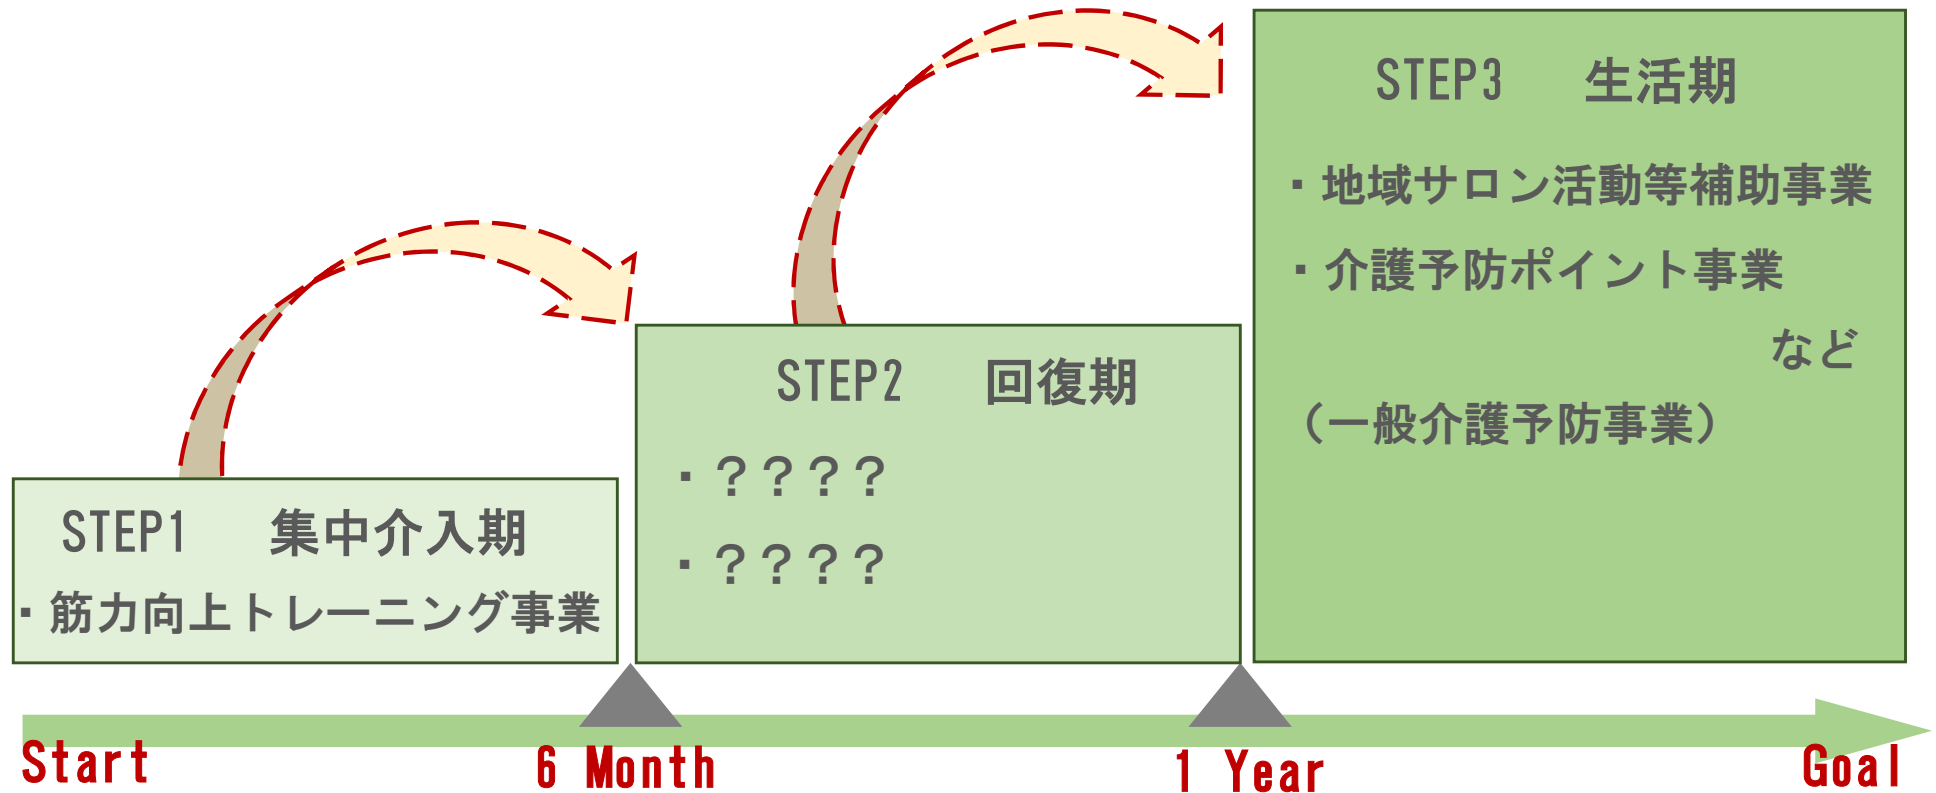 STEP1　集中介入期
・筋力向上トレーニング事業
STEP2　回復期
・？？？？
・？？？？
STEP3　生活期
・地域サロン活動等補助事業
・介護予防ポイント事業
など
（一般介護予防事業）
Start
6 Month
1 Year
Goal